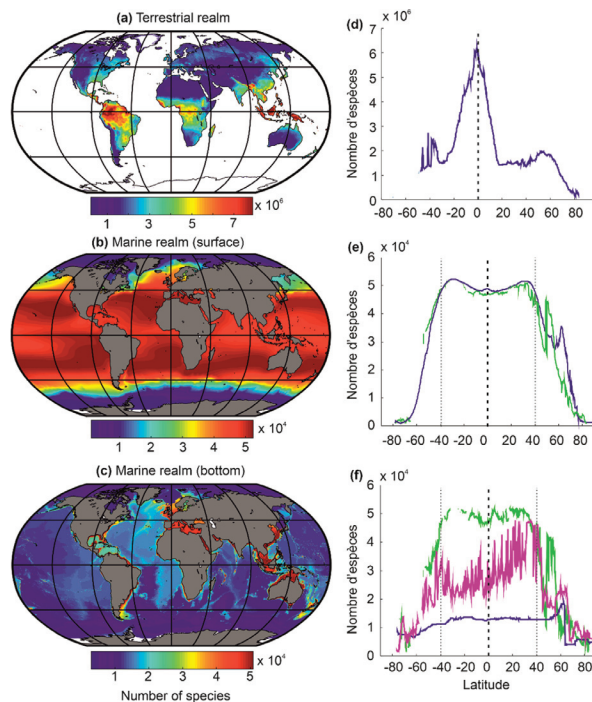 (a) Terrestrial realm
1 3 5 7 x 10⁶
(b) Marine realm (surface)
1 2 3 4 5 x 10⁴
(c) Marine realm (bottom)
1 2 3 4 5 x 10⁴
Number of species
(d)
x 10⁶
7
6
5
4
3
2
1
0
Nombre d'espèces
-80 -60 -40 -20 0 20 40 60 80
(e)
x 10⁴
6
5
4
3
2
1
0
Nombre d'espèces
-80 -60 -40 -20 0 20 40 60 80
(f)
x 10⁴
6
5
4
3
2
1
0
Nombre d'espèces
-80 -60 -40 -20 0 20 40 60 80
Latitude